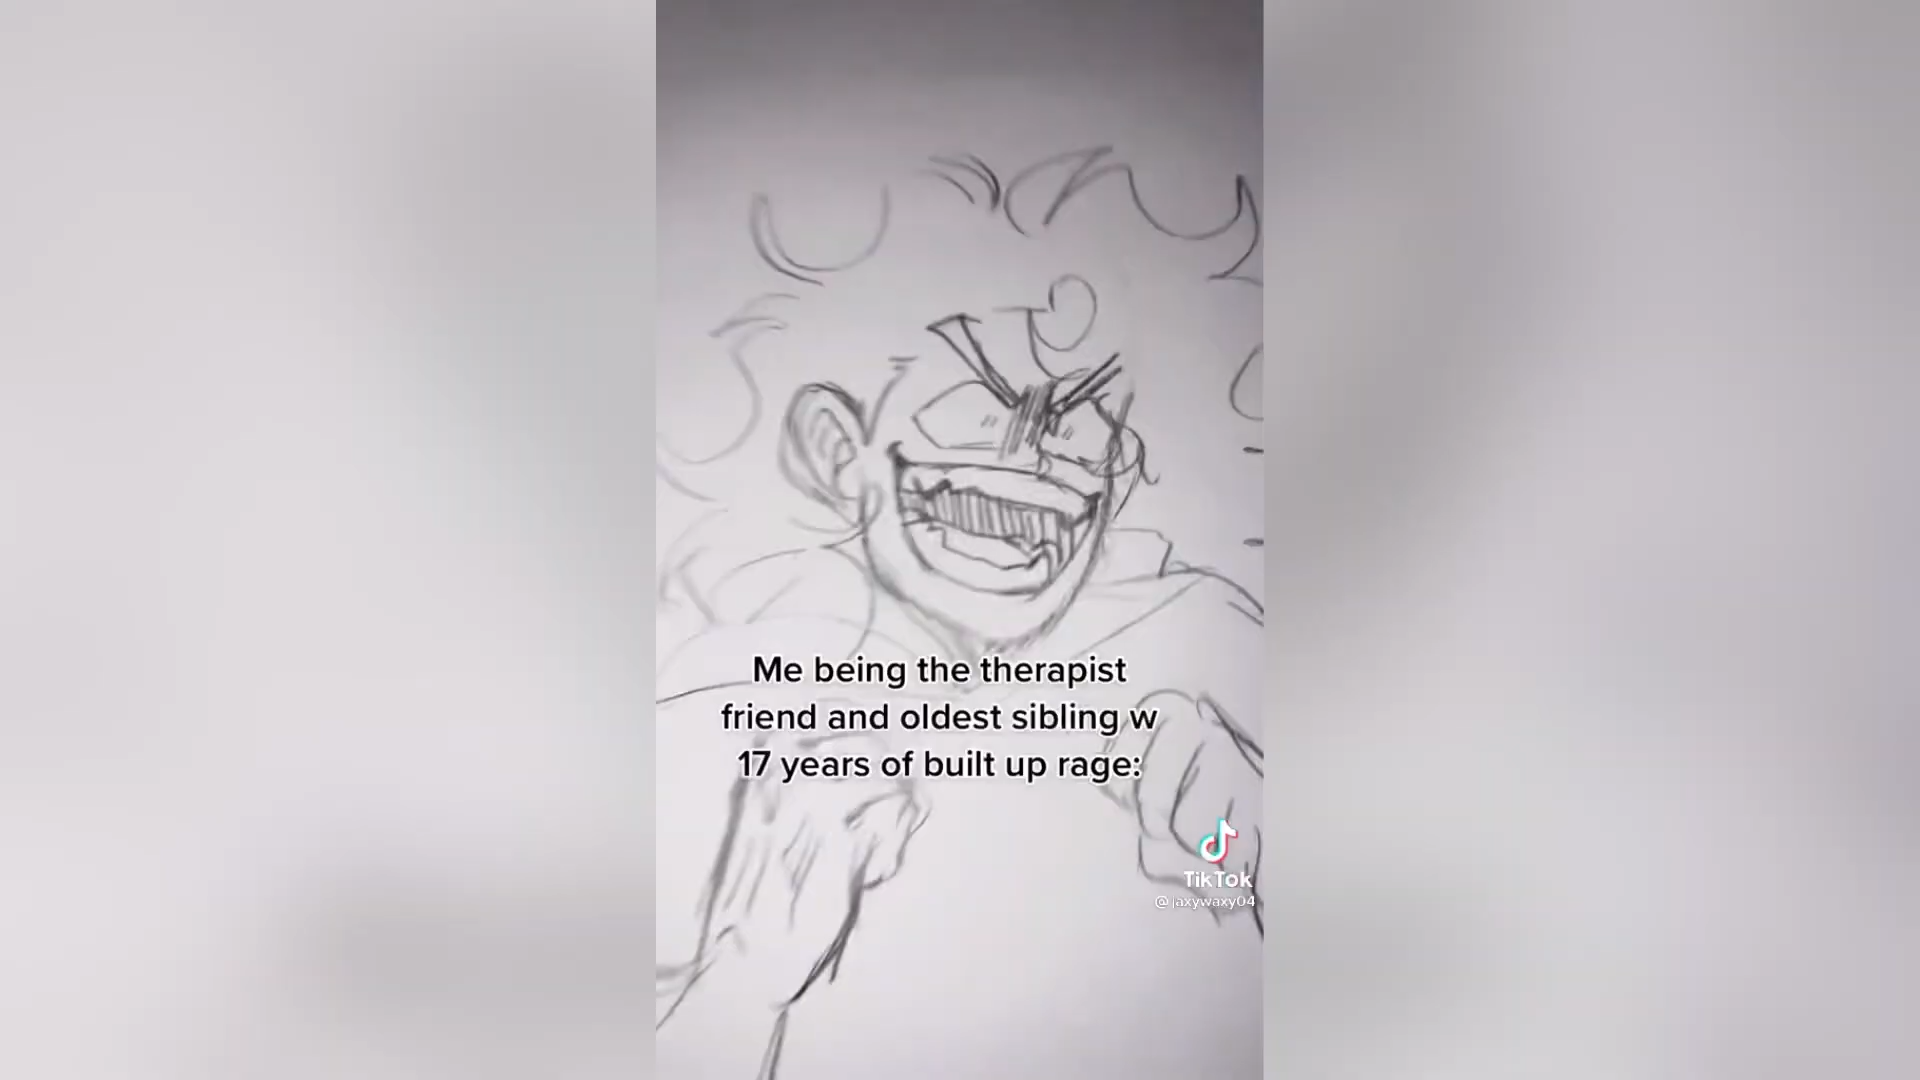 Me being the therapist
friend and oldest sibling w
17 years of built up rage:
TikTok
@jaxywaxy04